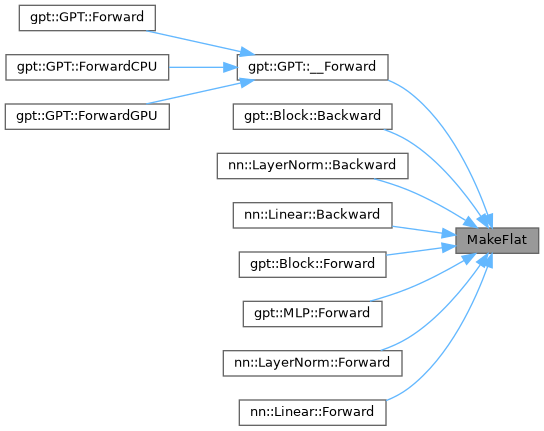 gpt::GPT::Forward
gpt::GPT::ForwardCPU
gpt::GPT::ForwardGPU
gpt::GPT::__Forward
gpt::Block::Backward
nn::LayerNorm::Backward
nn::Linear::Backward
gpt::Block::Forward
gpt::MLP::Forward
nn::LayerNorm::Forward
nn::Linear::Forward
MakeFlat